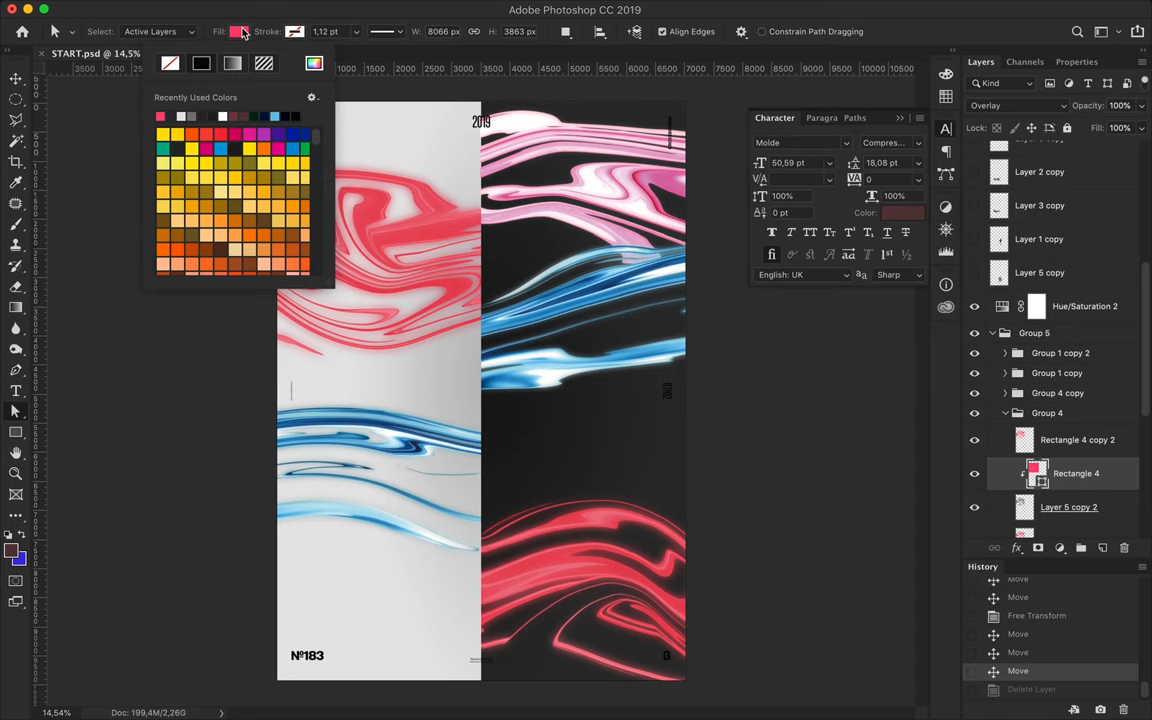 Adobe Photoshop CC 2019
Select: Active Layers Fill: Stroke: 1,12 pt W: 8066 px H: 3863 px Align Edges Constrain Path Dragging
START.psd @ 14,5%
3500 3000 1000 1500 2000 2500 3000 3500 4000 4500 5000 5500 6000 6500 7000 7500 8000 8500 9000 9500 10000 10500
Recently Used Colors
2019
2020
Nº183
B
Character Paragra Paths
Molde Compres...
50,59 pt 18,08 pt
0
100% 100%
0 pt Color:
English: UK Sharp
Layers Channels Properties
Kind
Overlay Opacity: 100%
Lock: Fill: 100%
Layer 2 copy
Layer 3 copy
Layer 1 copy
Layer 5 copy
Hue/Saturation 2
Group 5
Group 1 copy 2
Group 1 copy
Group 4 copy
Group 4
Rectangle 4 copy 2
Rectangle 4
Layer 5 copy 2
History
Move
Move
Free Transform
Move
Move
Move
Delete Layer
14,54% Doc: 199,4M/2,26G